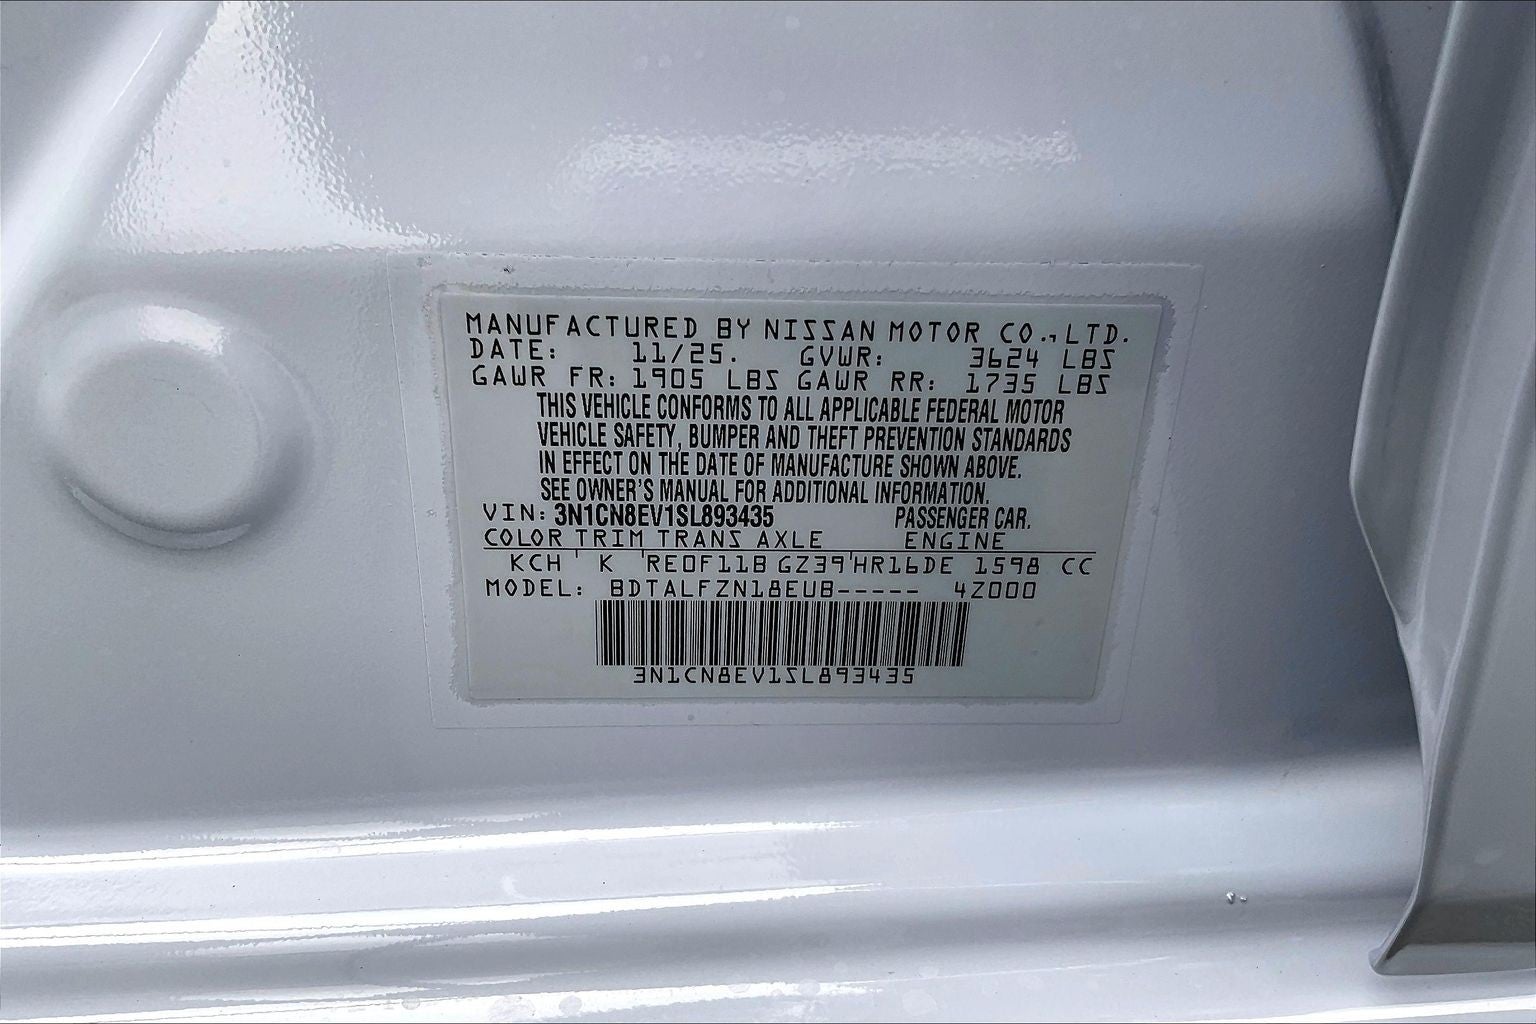 MANUFACTURED BY NISSAN MOTOR CO., LTD.
DATE: 11/25. GVWR: 3624 LBS
GAWR FR: 1905 LBS GAWR RR: 1735 LBS
THIS VEHICLE CONFORMS TO ALL APPLICABLE FEDERAL MOTOR
VEHICLE SAFETY, BUMPER AND THEFT PREVENTION STANDARDS
IN EFFECT ON THE DATE OF MANUFACTURE SHOWN ABOVE.
SEE OWNER'S MANUAL FOR ADDITIONAL INFORMATION.
VIN: 3N1CN8EV1SL893435 PASSENGER CAR.
COLOR TRIM TRANS AXLE ENGINE
KCH ' K 'RE0F11B GZ39'HR16DE 1598 CC
MODEL: BDTALFZN18EUB----- 4Z000
3N1CN8EV1SL893435